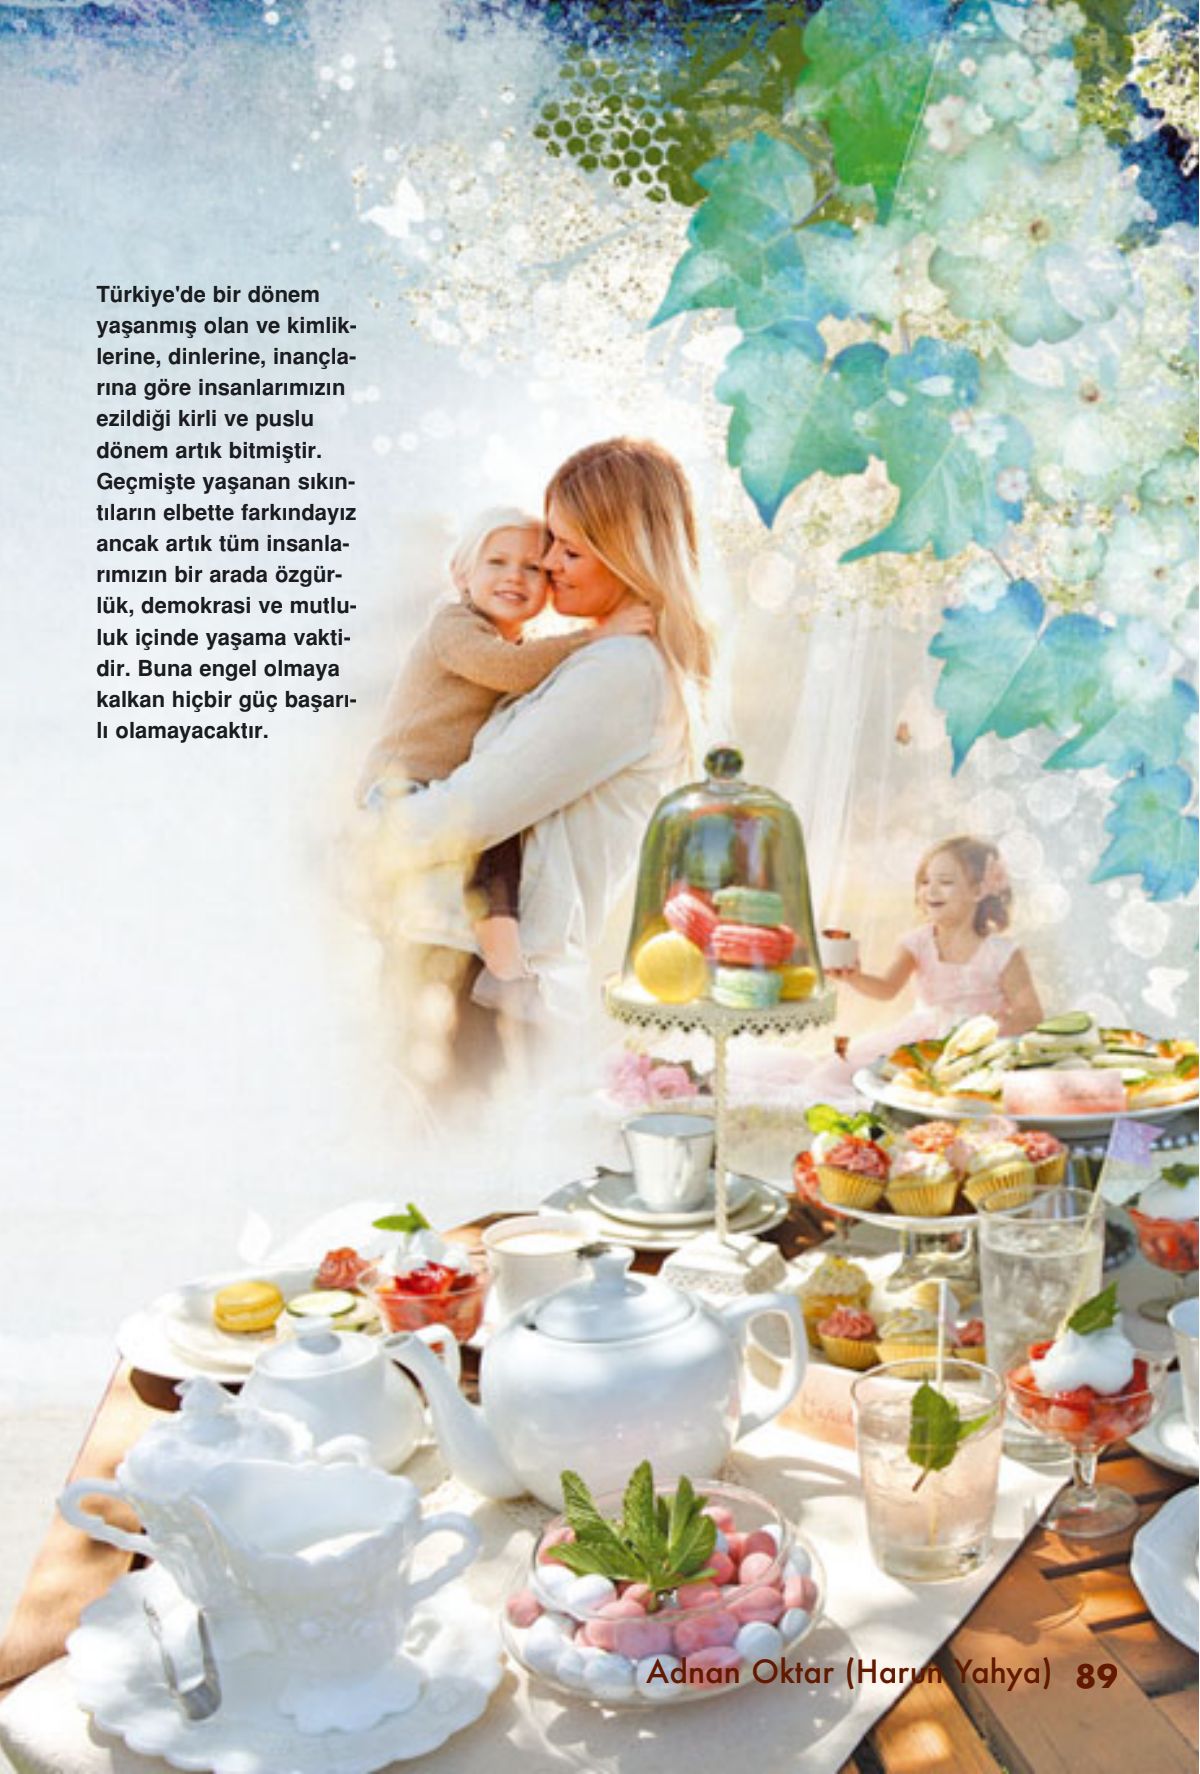 Türkiye'de bir dönem
yaşanmış olan ve kimlik-
lerine, dinlerine, inançla-
rına göre insanlarımızın
ezildiği kirli ve puslu
dönem artık bitmiştir.
Geçmişte yaşanan sıkın-
tıların elbette farkındayız
ancak artık tüm insanla-
rımızın bir arada özgür-
lük, demokrasi ve mutlu-
luk içinde yaşama vakti-
dir. Buna engel olmaya
kalkan hiçbir güç başarı-
lı olamayacaktır.
Adnan Oktar (Harun Yahya) 89